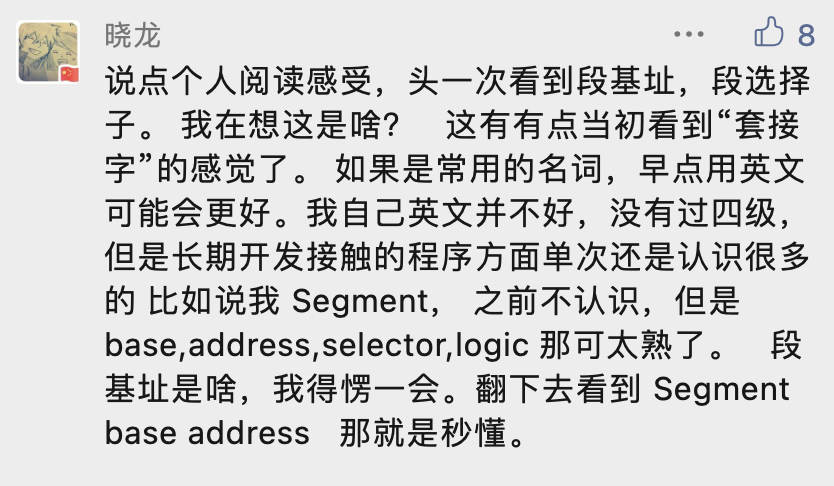 晓龙
··· 8
说点个人阅读感受，头一次看到段基址，段选择
子。 我在想这是啥？ 这有有点当初看到“套接
字”的感觉了。 如果是常用的名词，早点用英文
可能会更好。我自己英文并不好，没有过四级，
但是长期开发接触的程序方面单次还是认识很多
的 比如说我 Segment， 之前不认识，但是
base,address,selector,logic 那可太熟了。 段
基址是啥，我得愣一会。翻下去看到 Segment
base address 那就是秒懂。